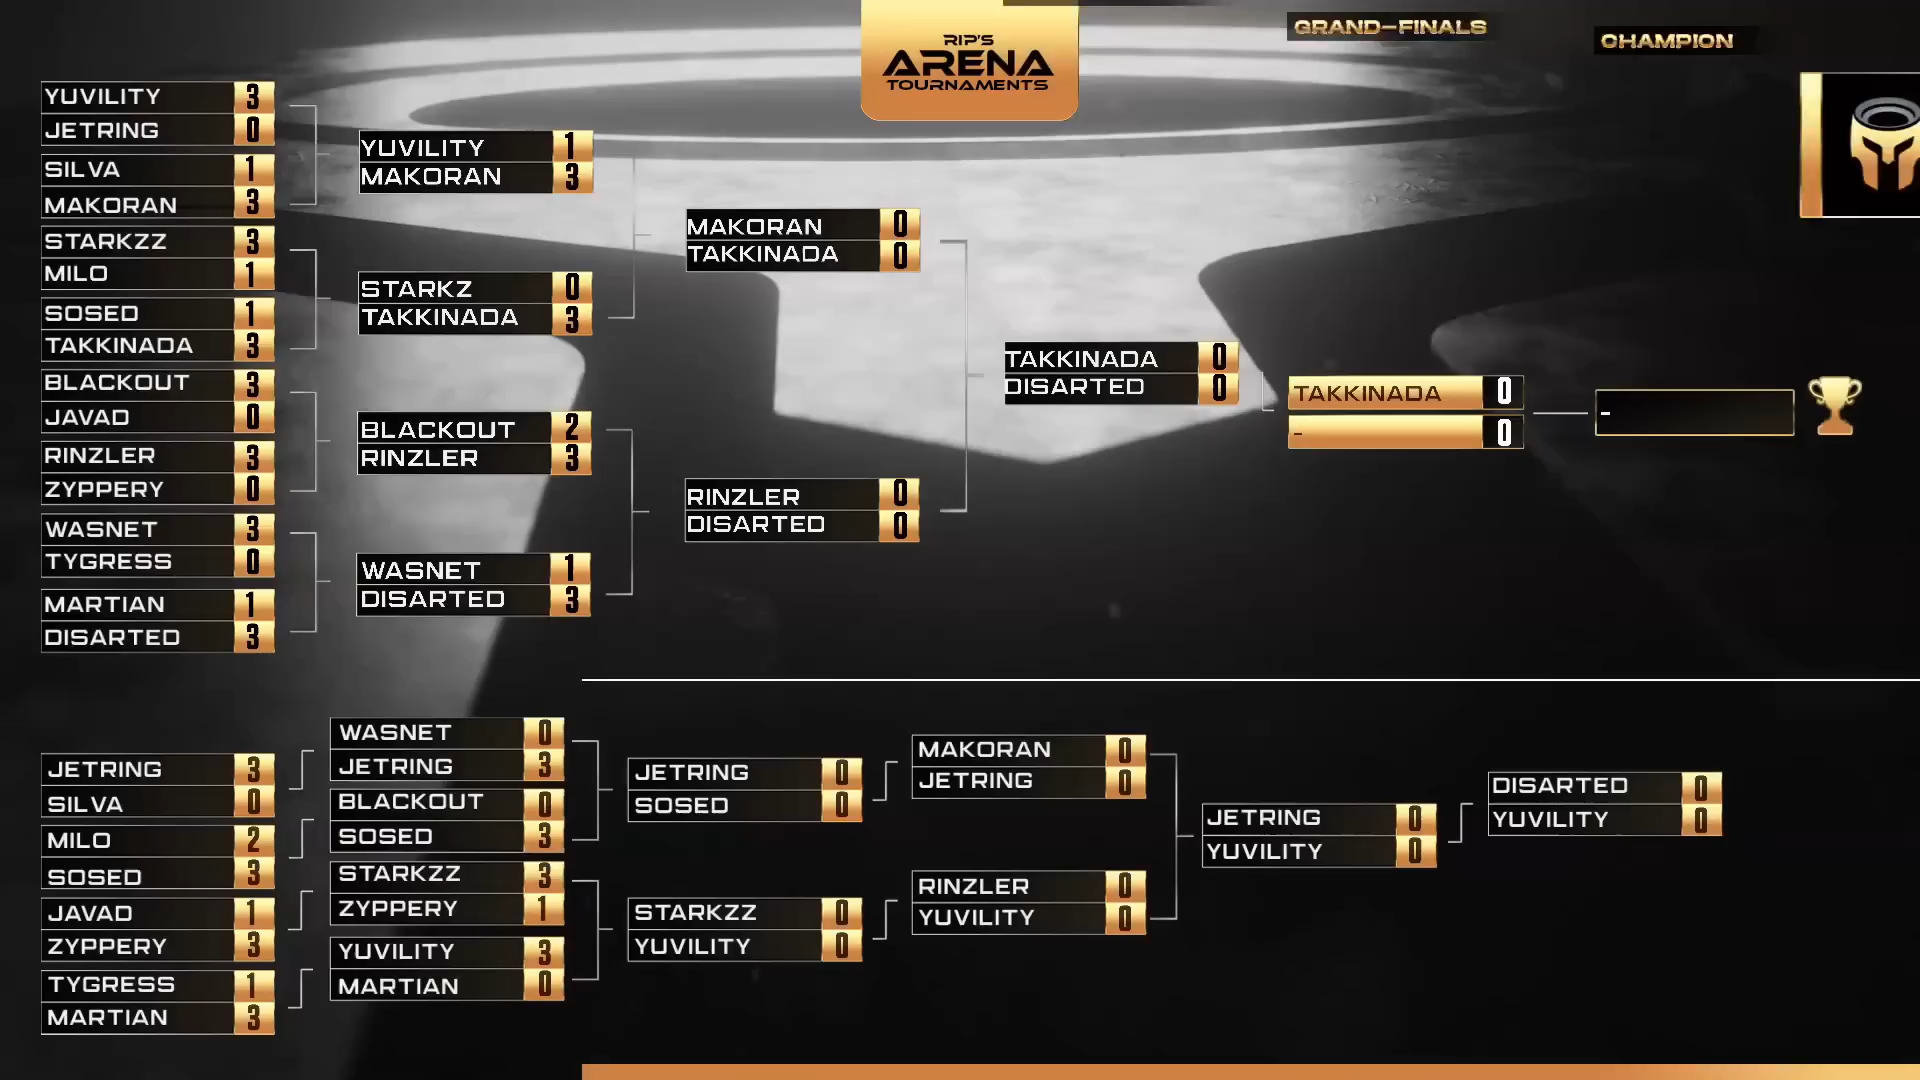 RIP'S
ARENA
TOURNAMENTS
GRAND-FINALS
CHAMPION
YUVILITY 3
JETRING 0
SILVA 1
MAKORAN 3
STARKZZ 3
MILO 1
SOSED 1
TAKKINADA 3
BLACKOUT 3
JAVAD 0
RINZLER 3
ZYPPERY 0
WASNET 3
TYGRESS 0
MARTIAN 1
DISARTED 3
YUVILITY 1
MAKORAN 3
STARKZ 0
TAKKINADA 3
BLACKOUT 2
RINZLER 3
WASNET 1
DISARTED 3
MAKORAN 0
TAKKINADA 0
RINZLER 0
DISARTED 0
TAKKINADA 0
DISARTED 0
TAKKINADA 0
- 0
-
JETRING 3
SILVA 0
MILO 2
SOSED 3
JAVAD 1
ZYPPERY 3
TYGRESS 1
MARTIAN 3
WASNET 0
JETRING 3
BLACKOUT 0
SOSED 3
STARKZZ 3
ZYPPERY 1
YUVILITY 3
MARTIAN 0
JETRING 0
SOSED 0
STARKZZ 0
YUVILITY 0
MAKORAN 0
JETRING 0
RINZLER 0
YUVILITY 0
JETRING 0
YUVILITY 0
DISARTED 0
YUVILITY 0